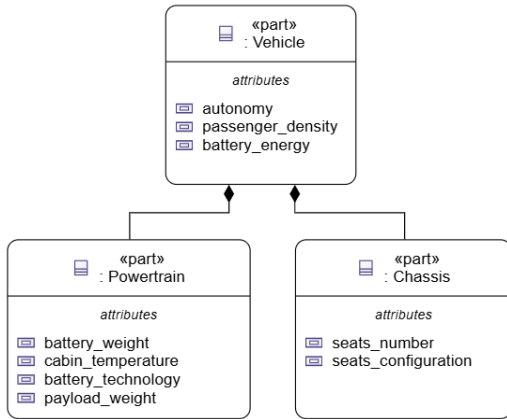 «part»
: Vehicle
attributes
autonomy
passenger_density
battery_energy
«part»
: Powertrain
attributes
battery_weight
cabin_temperature
battery_technology
payload_weight
«part»
: Chassis
attributes
seats_number
seats_configuration